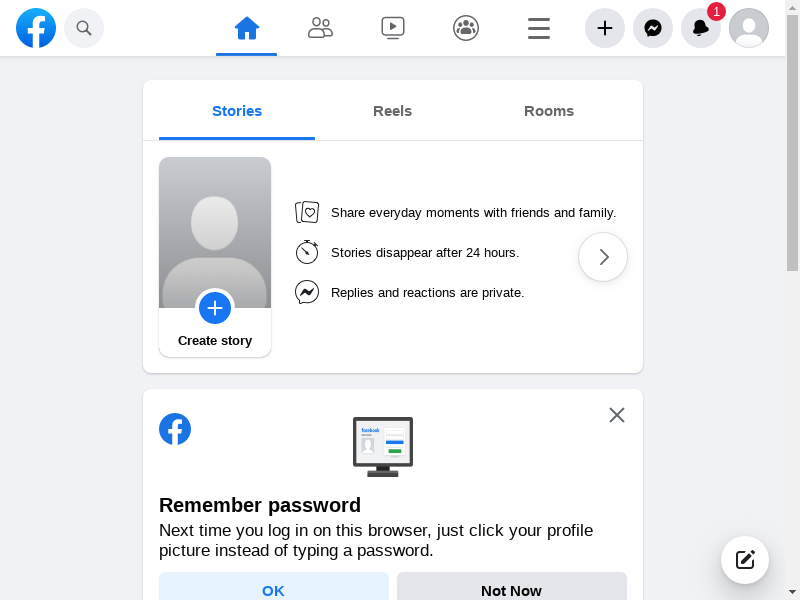 1
Stories
Reels
Rooms
Share everyday moments with friends and family.
Stories disappear after 24 hours.
Replies and reactions are private.
Create story
facebook
Remember password
Next time you log in on this browser, just click your profile
picture instead of typing a password.
OK
Not Now